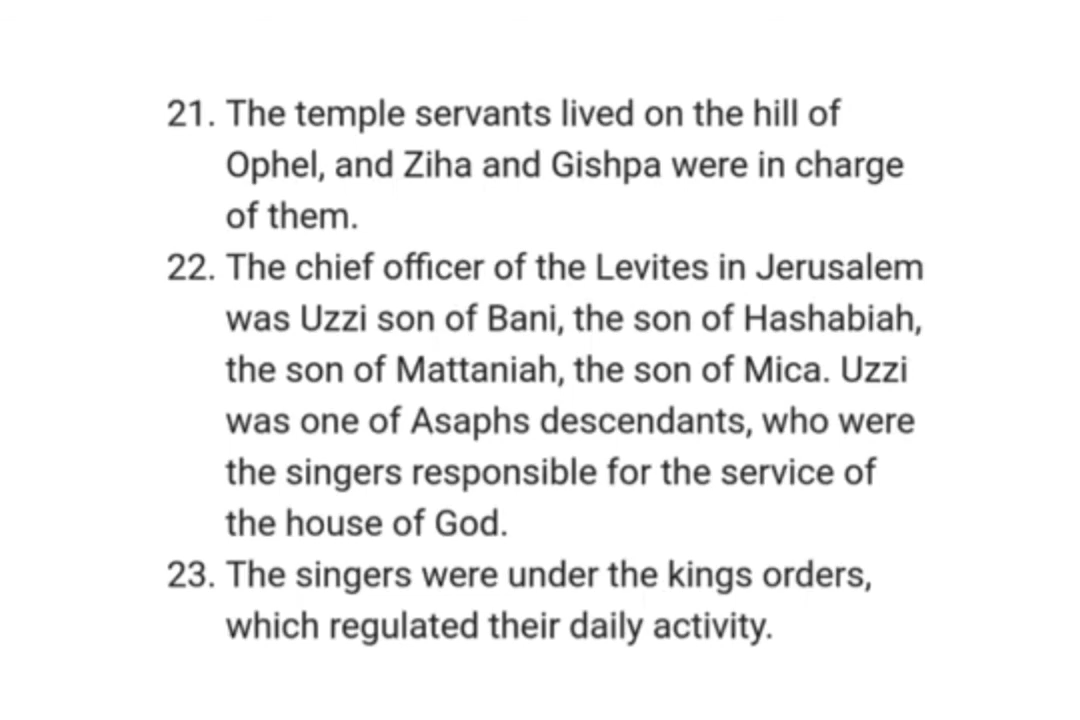 21. The temple servants lived on the hill of
Ophel, and Ziha and Gishpa were in charge
of them.
22. The chief officer of the Levites in Jerusalem
was Uzzi son of Bani, the son of Hashabiah,
the son of Mattaniah, the son of Mica. Uzzi
was one of Asaphs descendants, who were
the singers responsible for the service of
the house of God.
23. The singers were under the kings orders,
which regulated their daily activity.